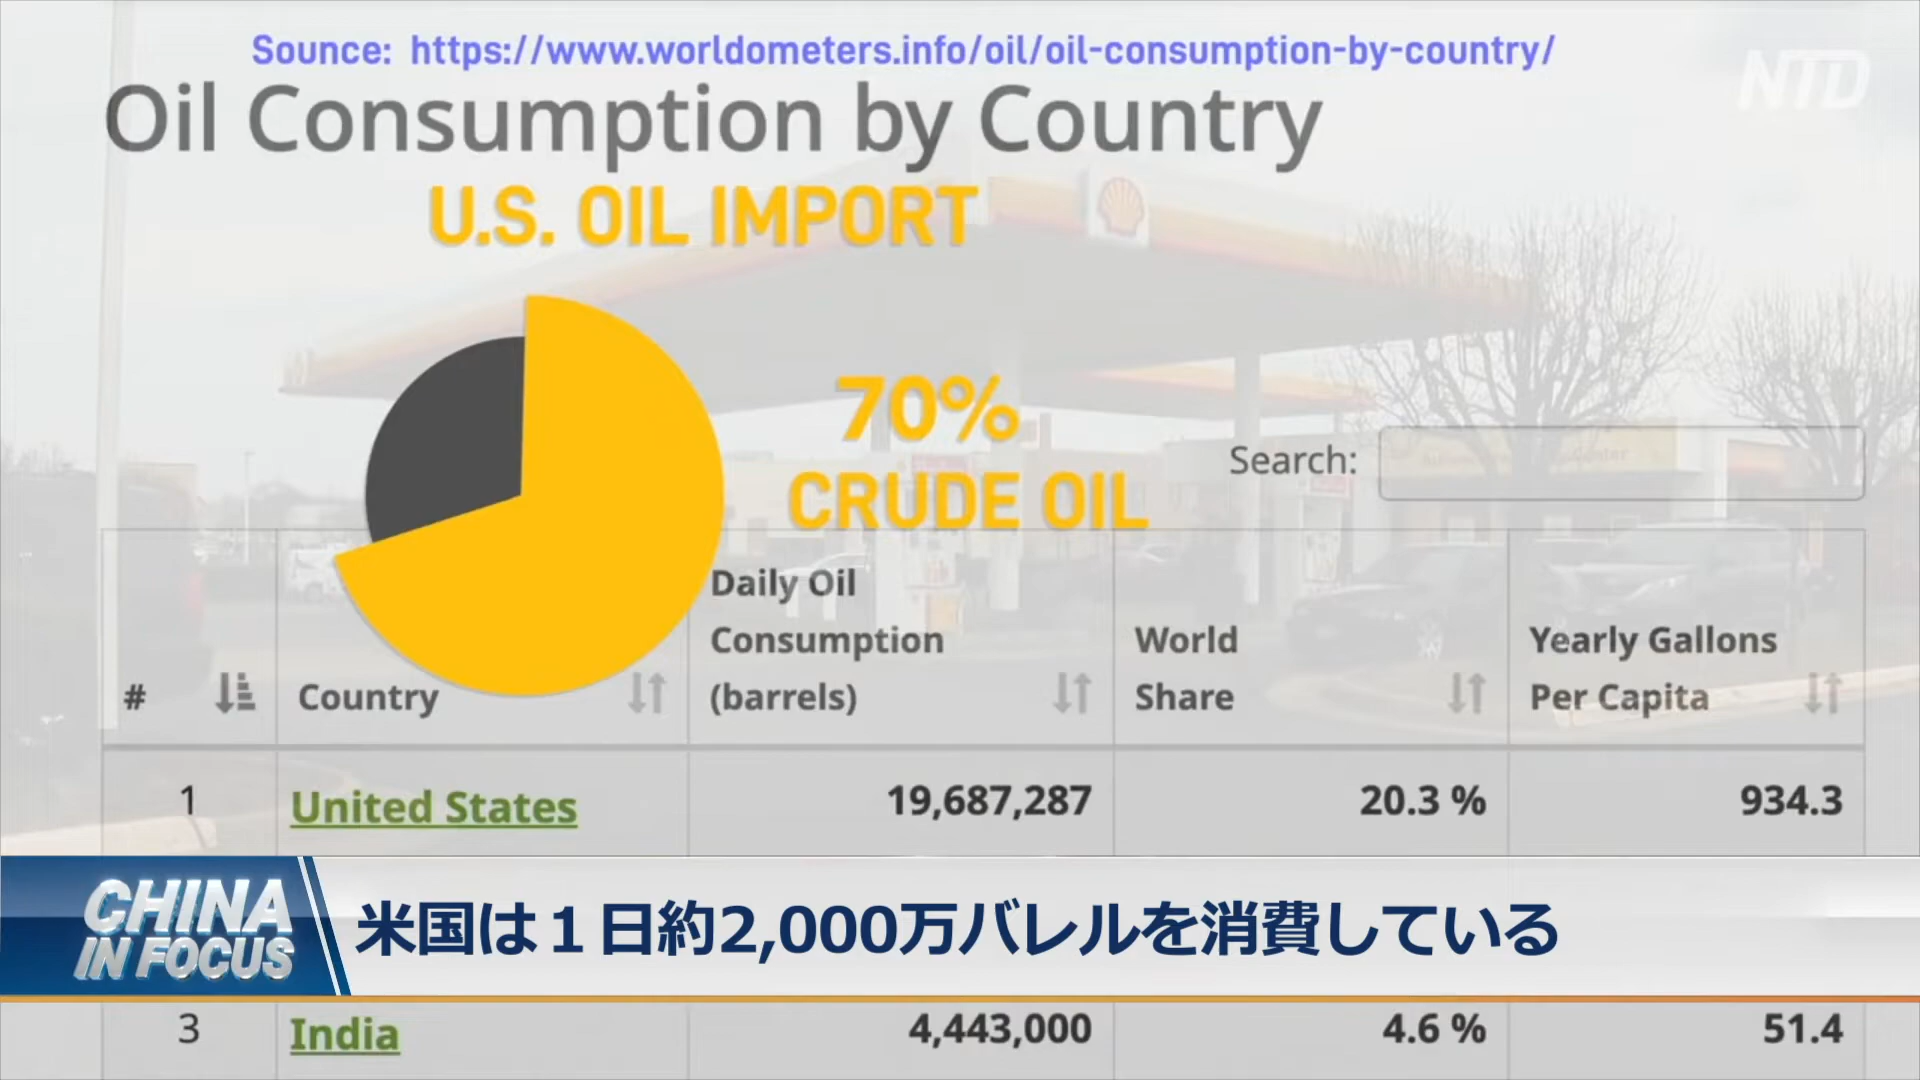 Sounce: https://www.worldometers.info/oil/oil-consumption-by-country/
NTD
Oil Consumption by Country
U.S. OIL IMPORT
70%
CRUDE OIL
Search:
# Country Daily Oil Consumption (barrels) World Share Yearly Gallons Per Capita
1 United States 19,687,287 20.3 % 934.3
CHINA
IN FOCUS
米国は１日約2,000万バレルを消費している
3 India 4,443,000 4.6 % 51.4